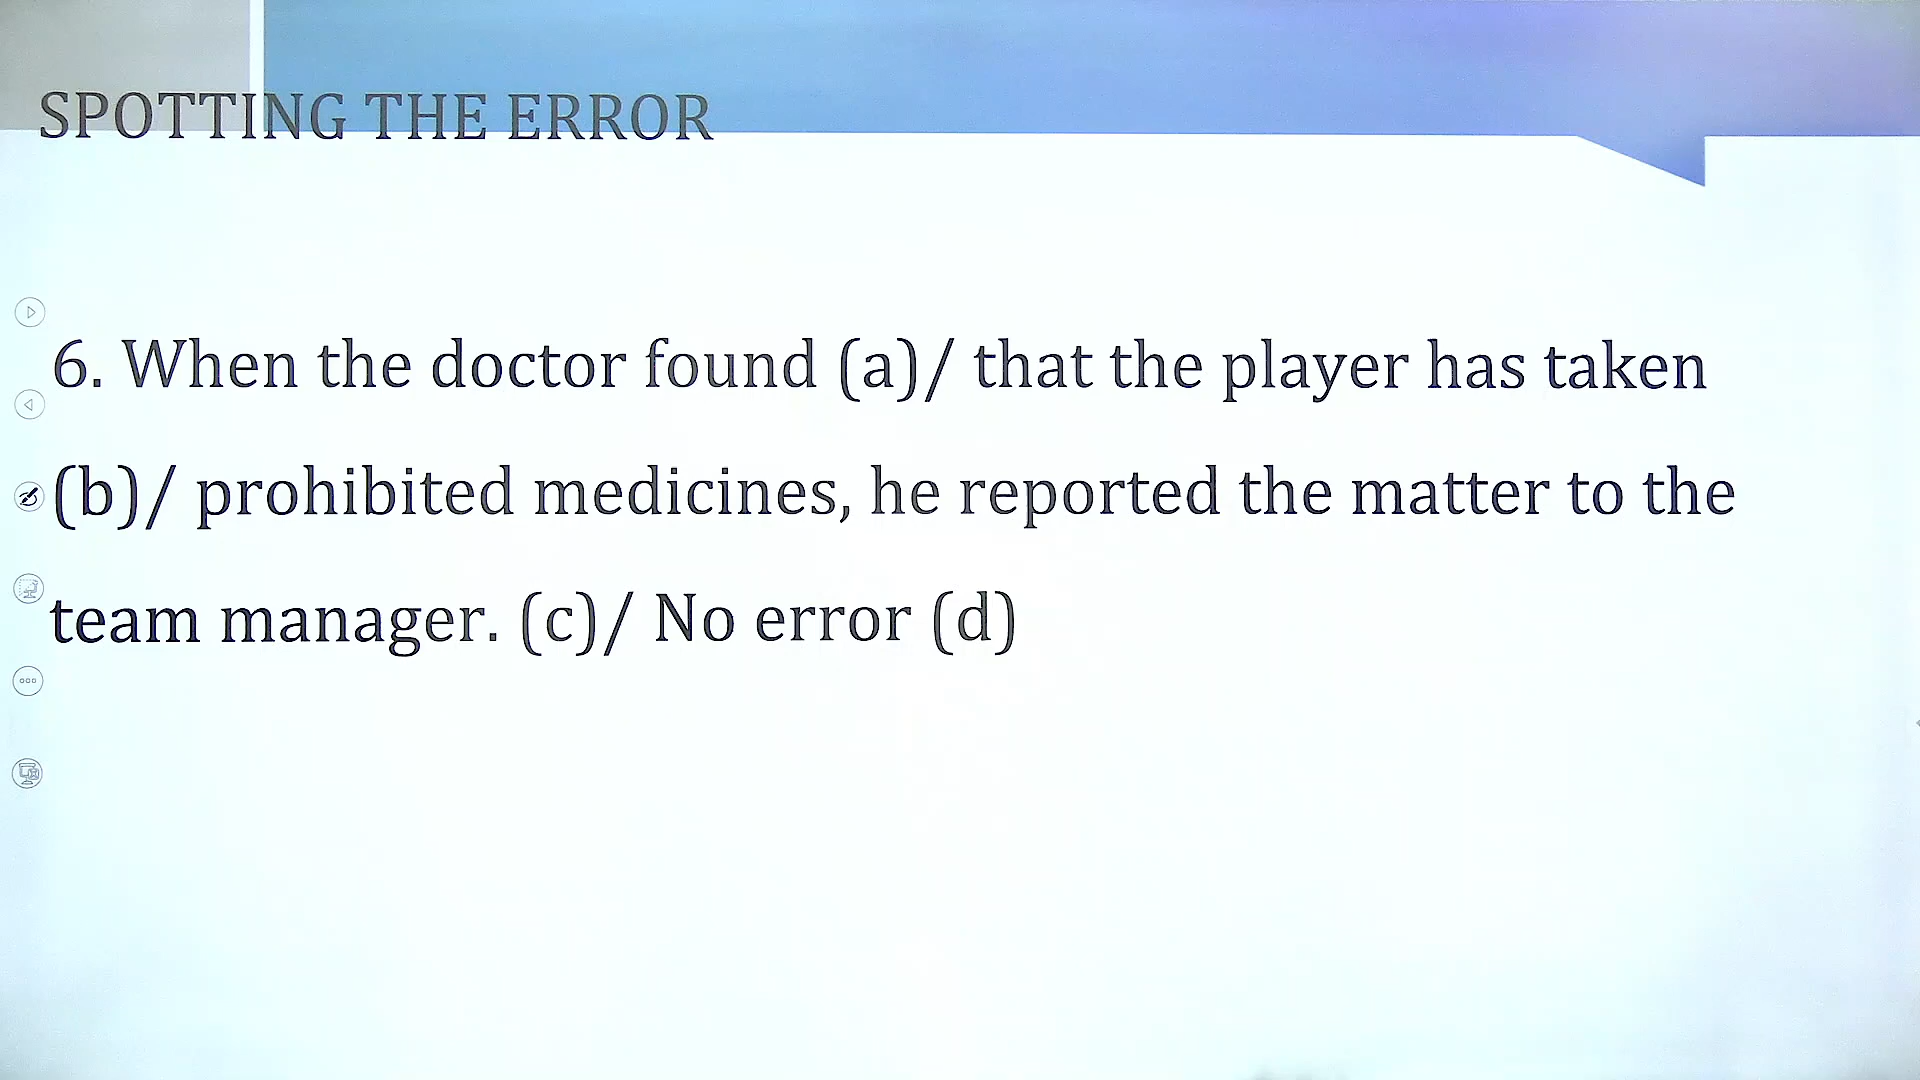 SPOTTING THE ERROR
6. When the doctor found (a)/ that the player has taken
(b)/ prohibited medicines, he reported the matter to the
team manager. (c)/ No error (d)